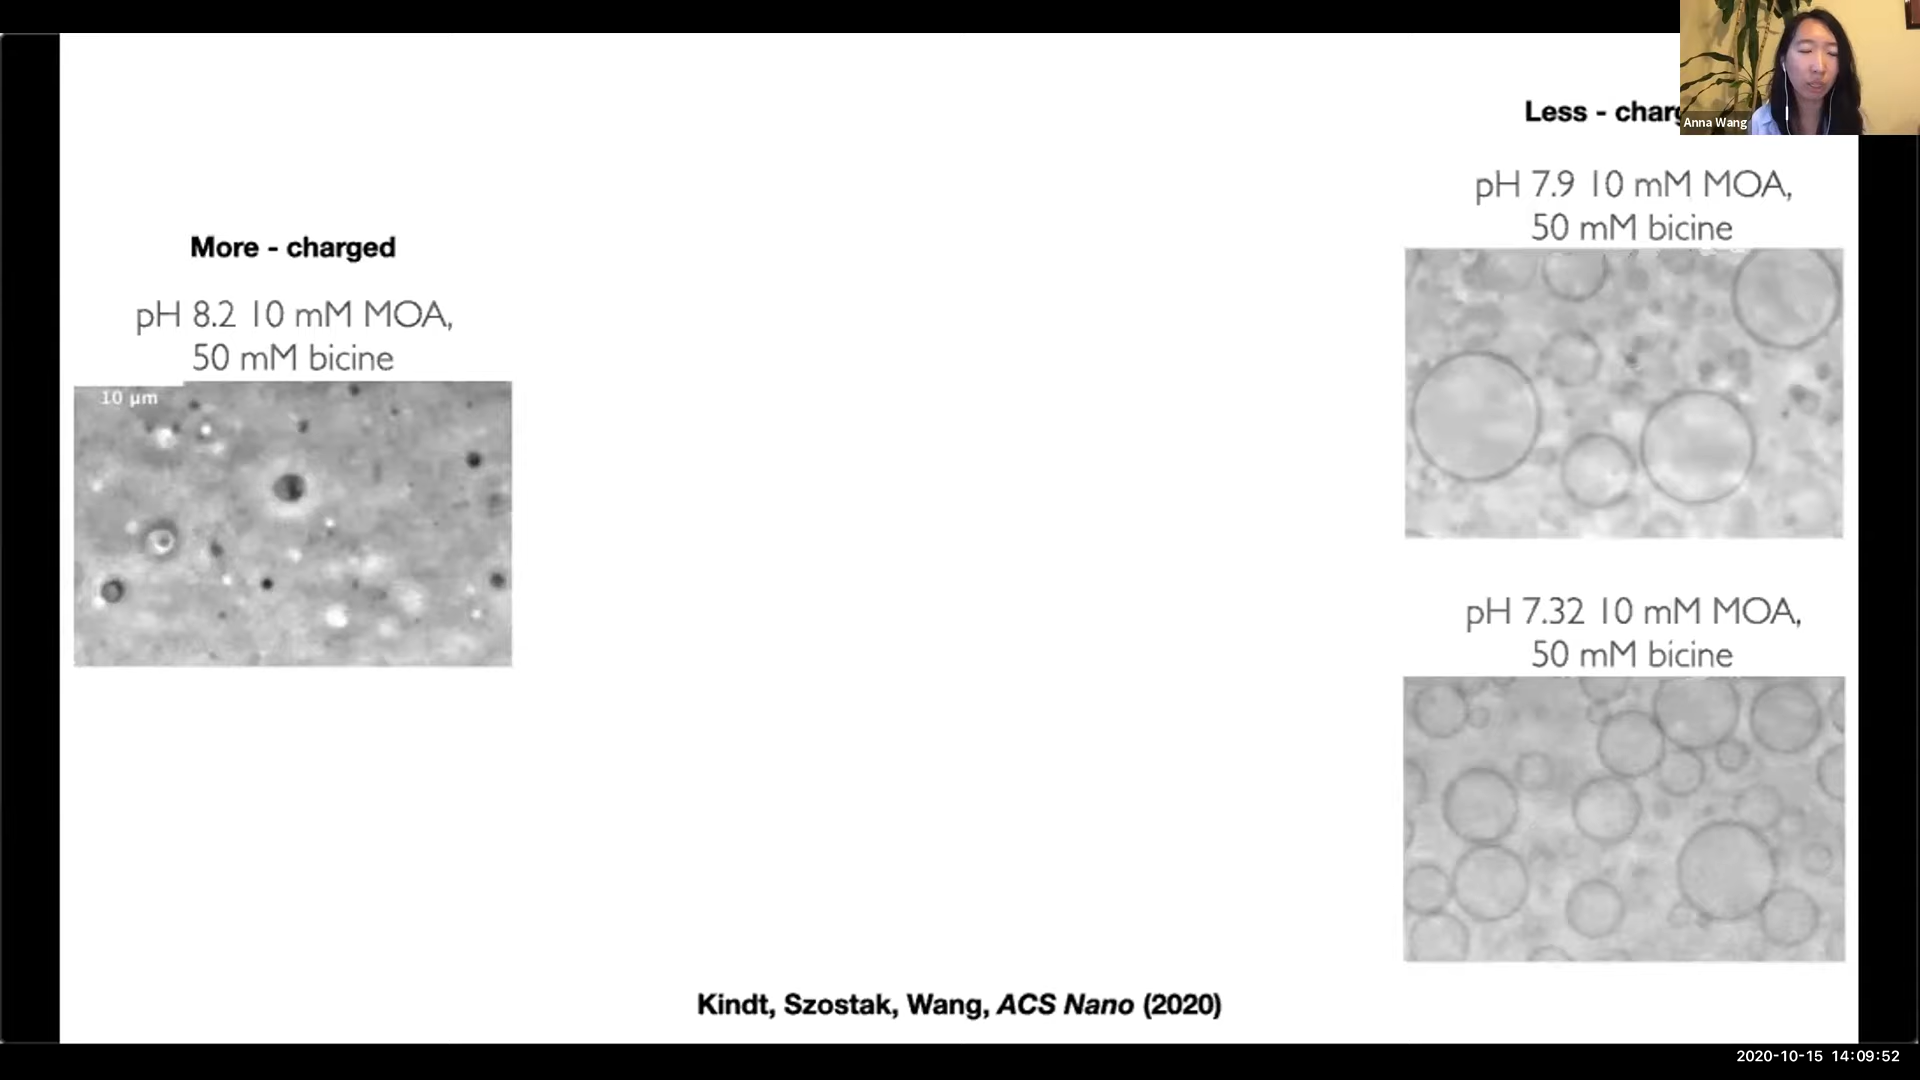 More - charged
pH 8.2 10 mM MOA,
50 mM bicine
10 µm
Less - 
pH 7.9 10 mM MOA,
50 mM bicine
pH 7.32 10 mM MOA,
50 mM bicine
Kindt, Szostak, Wang, ACS Nano (2020)
Anna Wang
2020-10-15 14:09:52